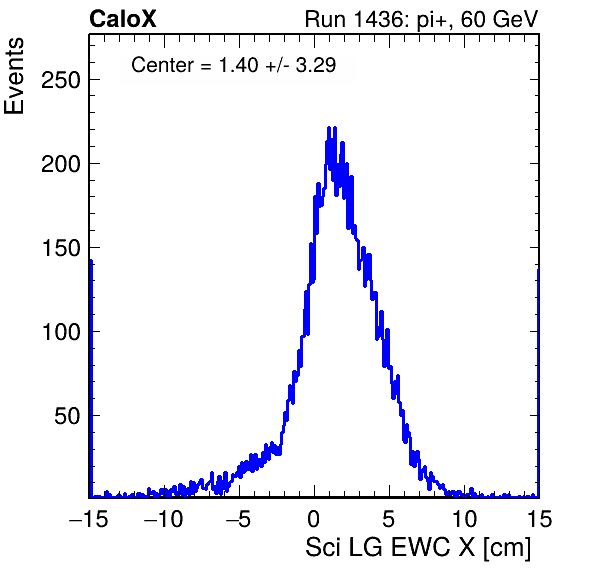 CaloX Run 1436: pi+, 60 GeV
Center = 1.40 +/- 3.29
Events
250
200
150
100
50
−15 −10 −5 0 5 10 15
Sci LG EWC X [cm]